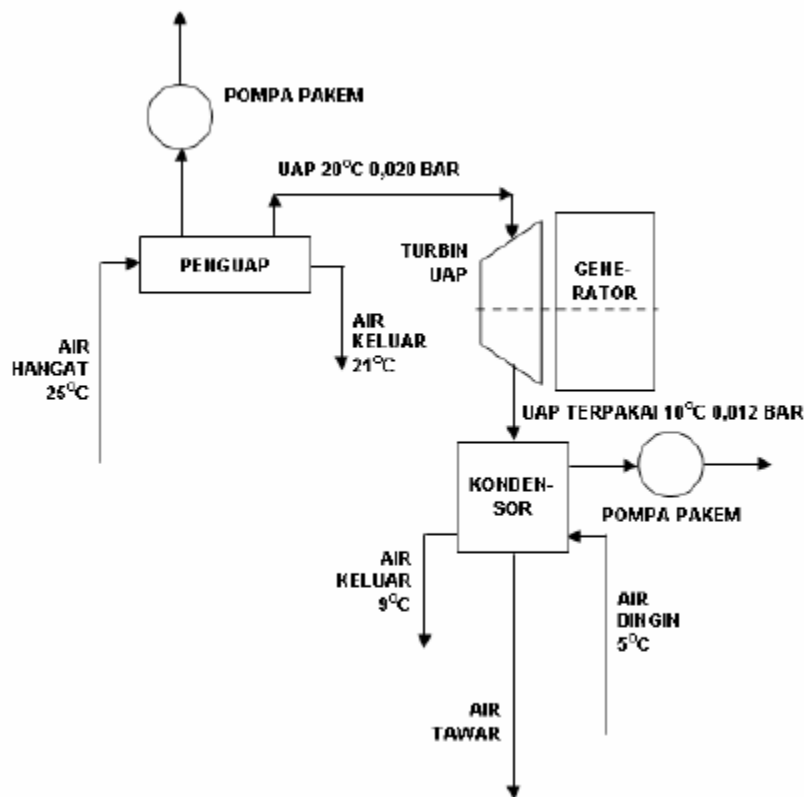 POMPA PAKEM
UAP 20°C 0,020 BAR
PENGUAP
TURBIN
UAP
GENE-
RATOR
AIR
HANGAT
25°C
AIR
KELUAR
21°C
UAP TERPAKAI 10°C 0,012 BAR
KONDEN-
SOR
POMPA PAKEM
AIR
KELUAR
9°C
AIR
DINGIN
5°C
AIR
TAWAR